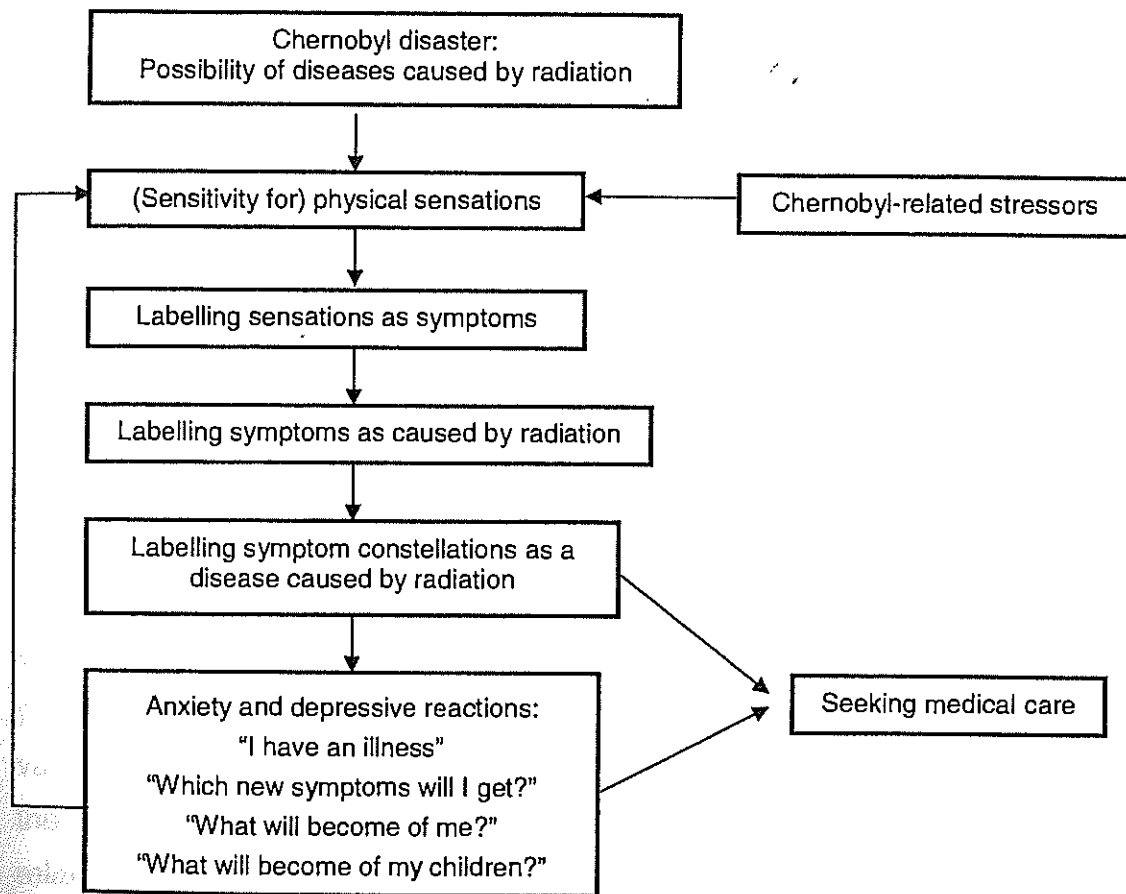 Chernobyl disaster:
Possibility of diseases caused by radiation
(Sensitivity for) physical sensations
Chernobyl-related stressors
Labelling sensations as symptoms
Labelling symptoms as caused by radiation
Labelling symptom constellations as a
disease caused by radiation
Anxiety and depressive reactions:
“I have an illness”
“Which new symptoms will I get?”
“What will become of me?”
“What will become of my children?”
Seeking medical care